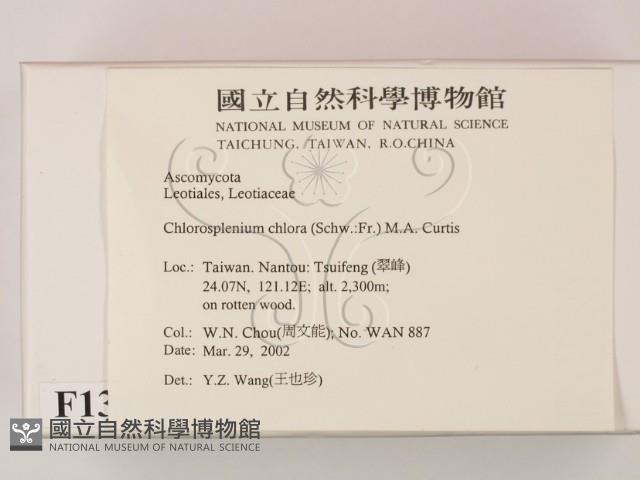 國立自然科學博物館
NATIONAL MUSEUM OF NATURAL SCIENCE
TAICHUNG, TAIWAN, R.O.CHINA
Ascomycota
Leotiales, Leotiaceae
Chlorosplenium chlora (Schw.:Fr.) M.A. Curtis
Loc.: Taiwan. Nantou: Tsuifeng (翠峰)
24.07N, 121.12E; alt. 2,300m;
on rotten wood.
Col.: W.N. Chou(周文能); No. WAN 887
Date: Mar. 29, 2002
Det.: Y.Z. Wang(王也珍)
F13
國立自然科學博物館
NATIONAL MUSEUM OF NATURAL SCIENCE